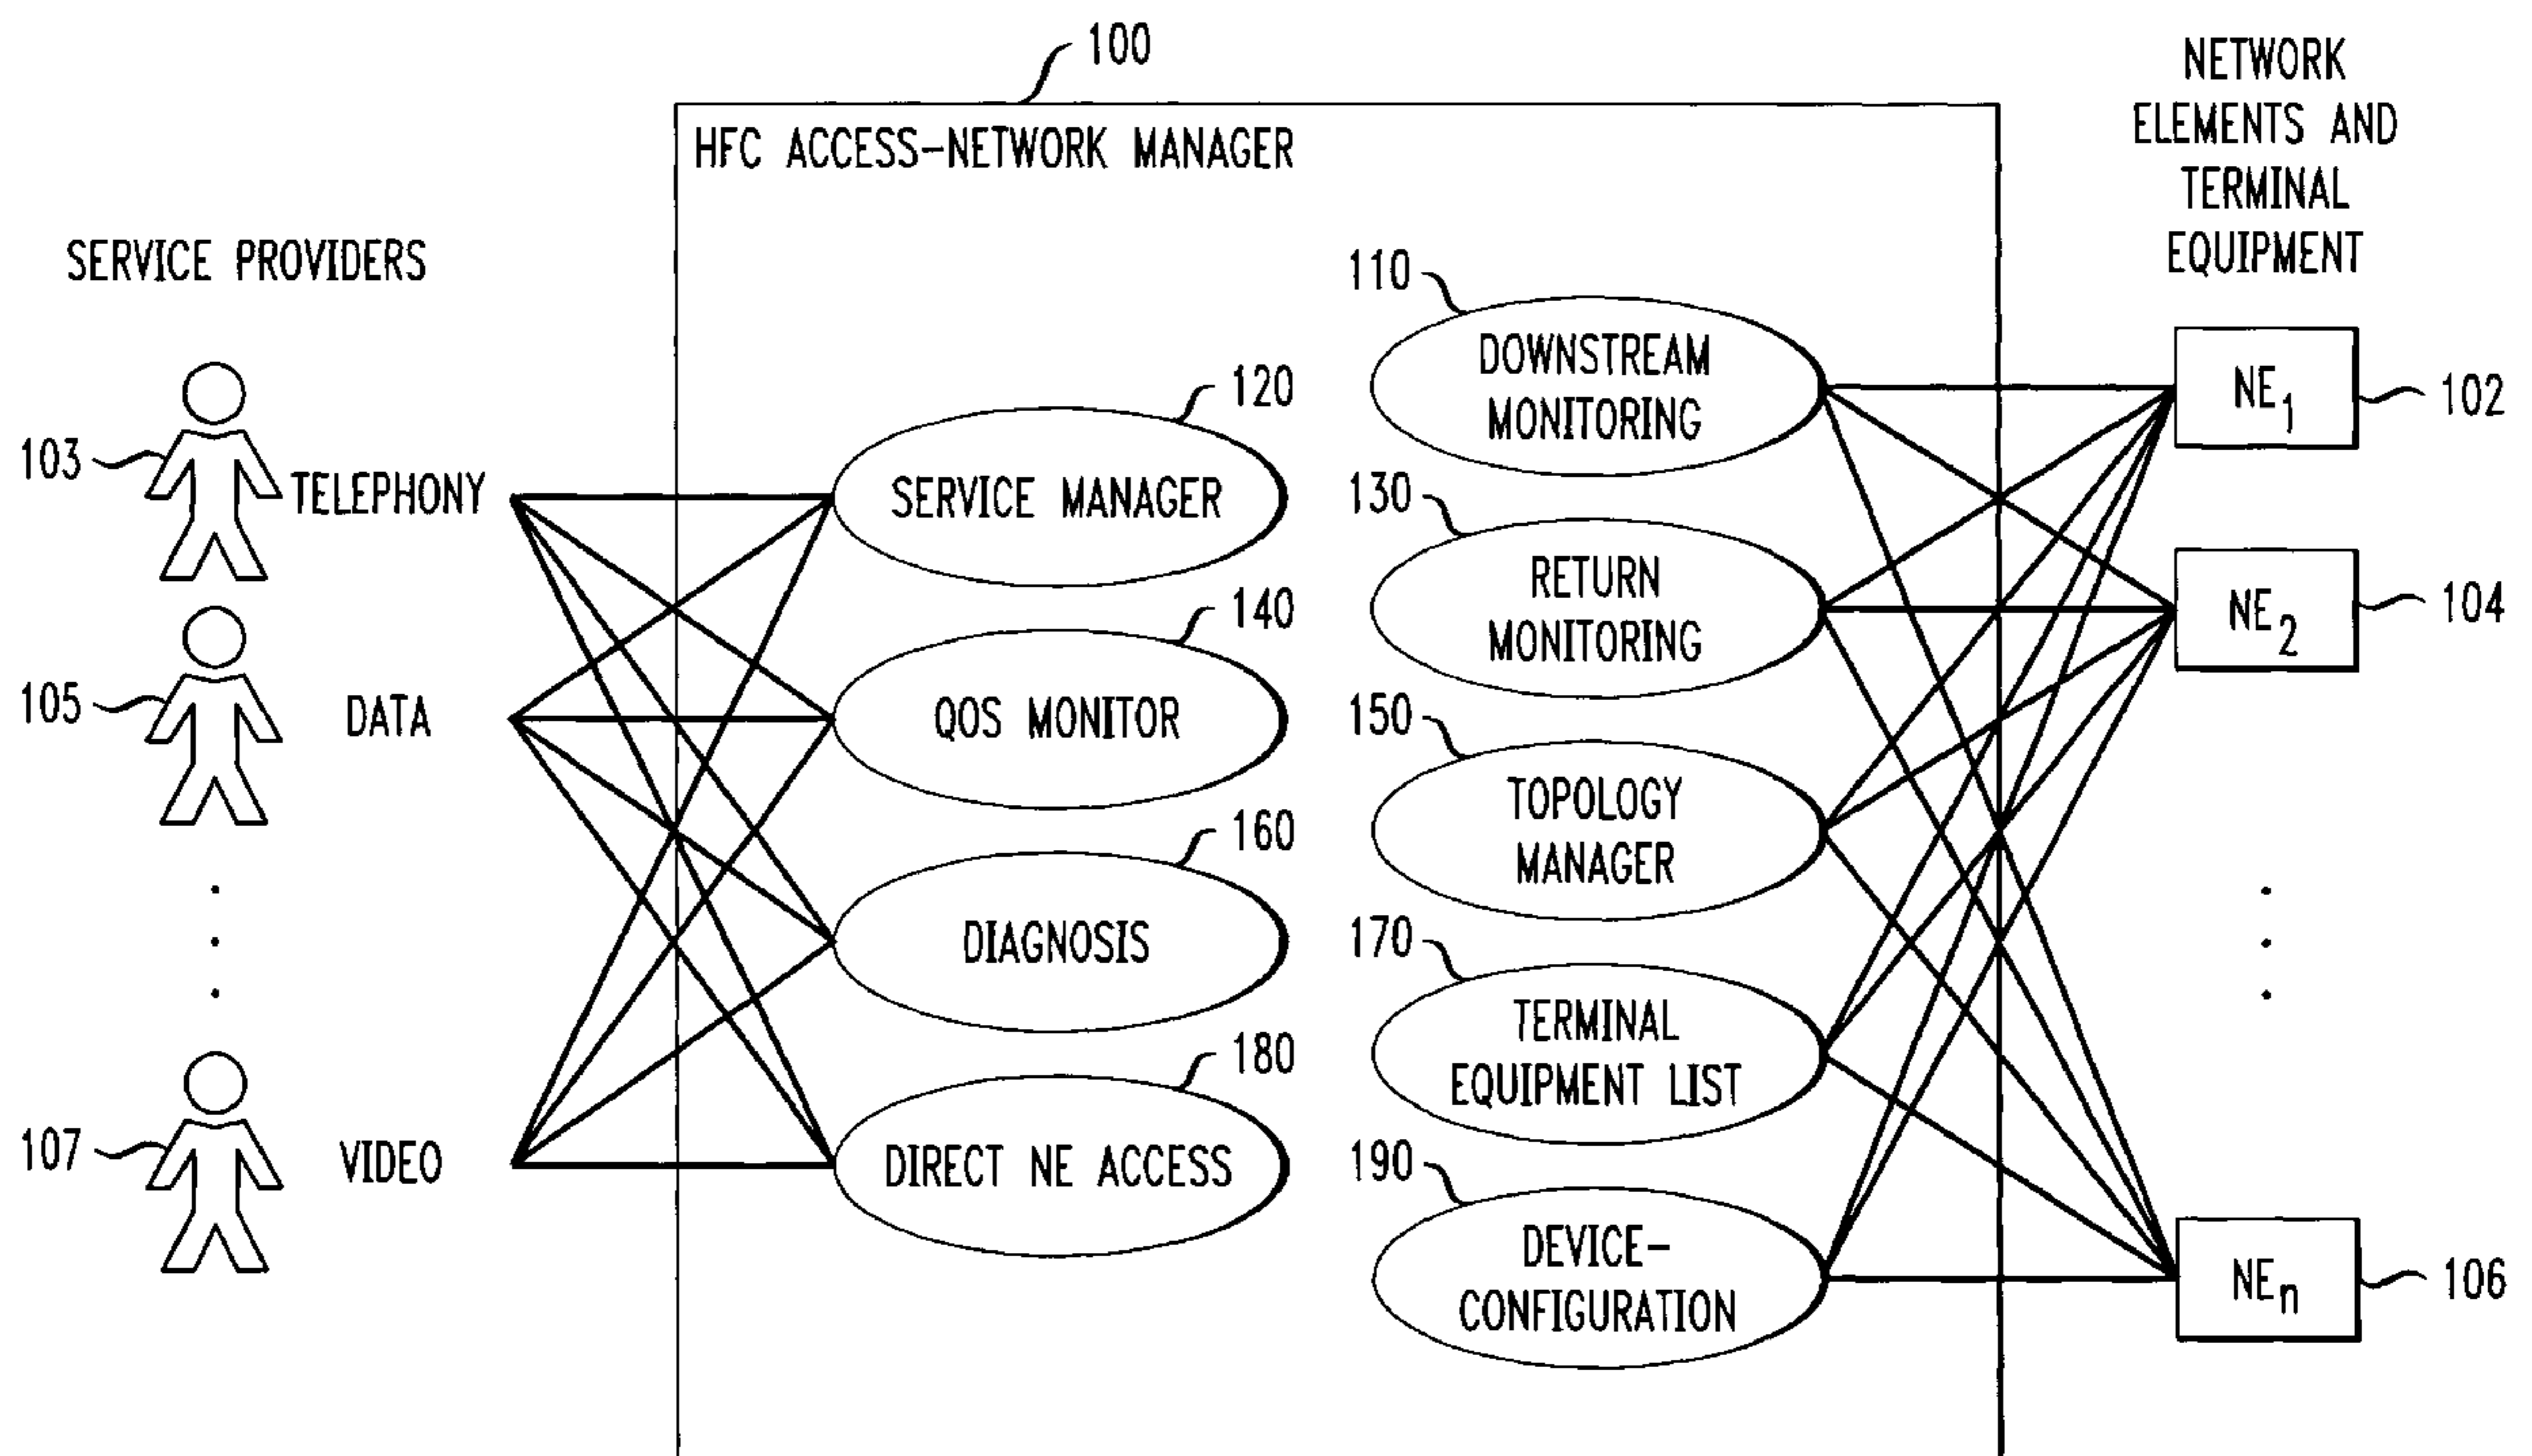 100
HFC ACCESS-NETWORK MANAGER
NETWORK
ELEMENTS AND
TERMINAL
EQUIPMENT
SERVICE PROVIDERS
103
TELEPHONY
105
DATA
107
VIDEO
120
SERVICE MANAGER
140
QOS MONITOR
160
DIAGNOSIS
180
DIRECT NE ACCESS
110
DOWNSTREAM
MONITORING
130
RETURN
MONITORING
150
TOPOLOGY
MANAGER
170
TERMINAL
EQUIPMENT LIST
190
DEVICE-
CONFIGURATION
NE1
102
NE2
104
NEn
106